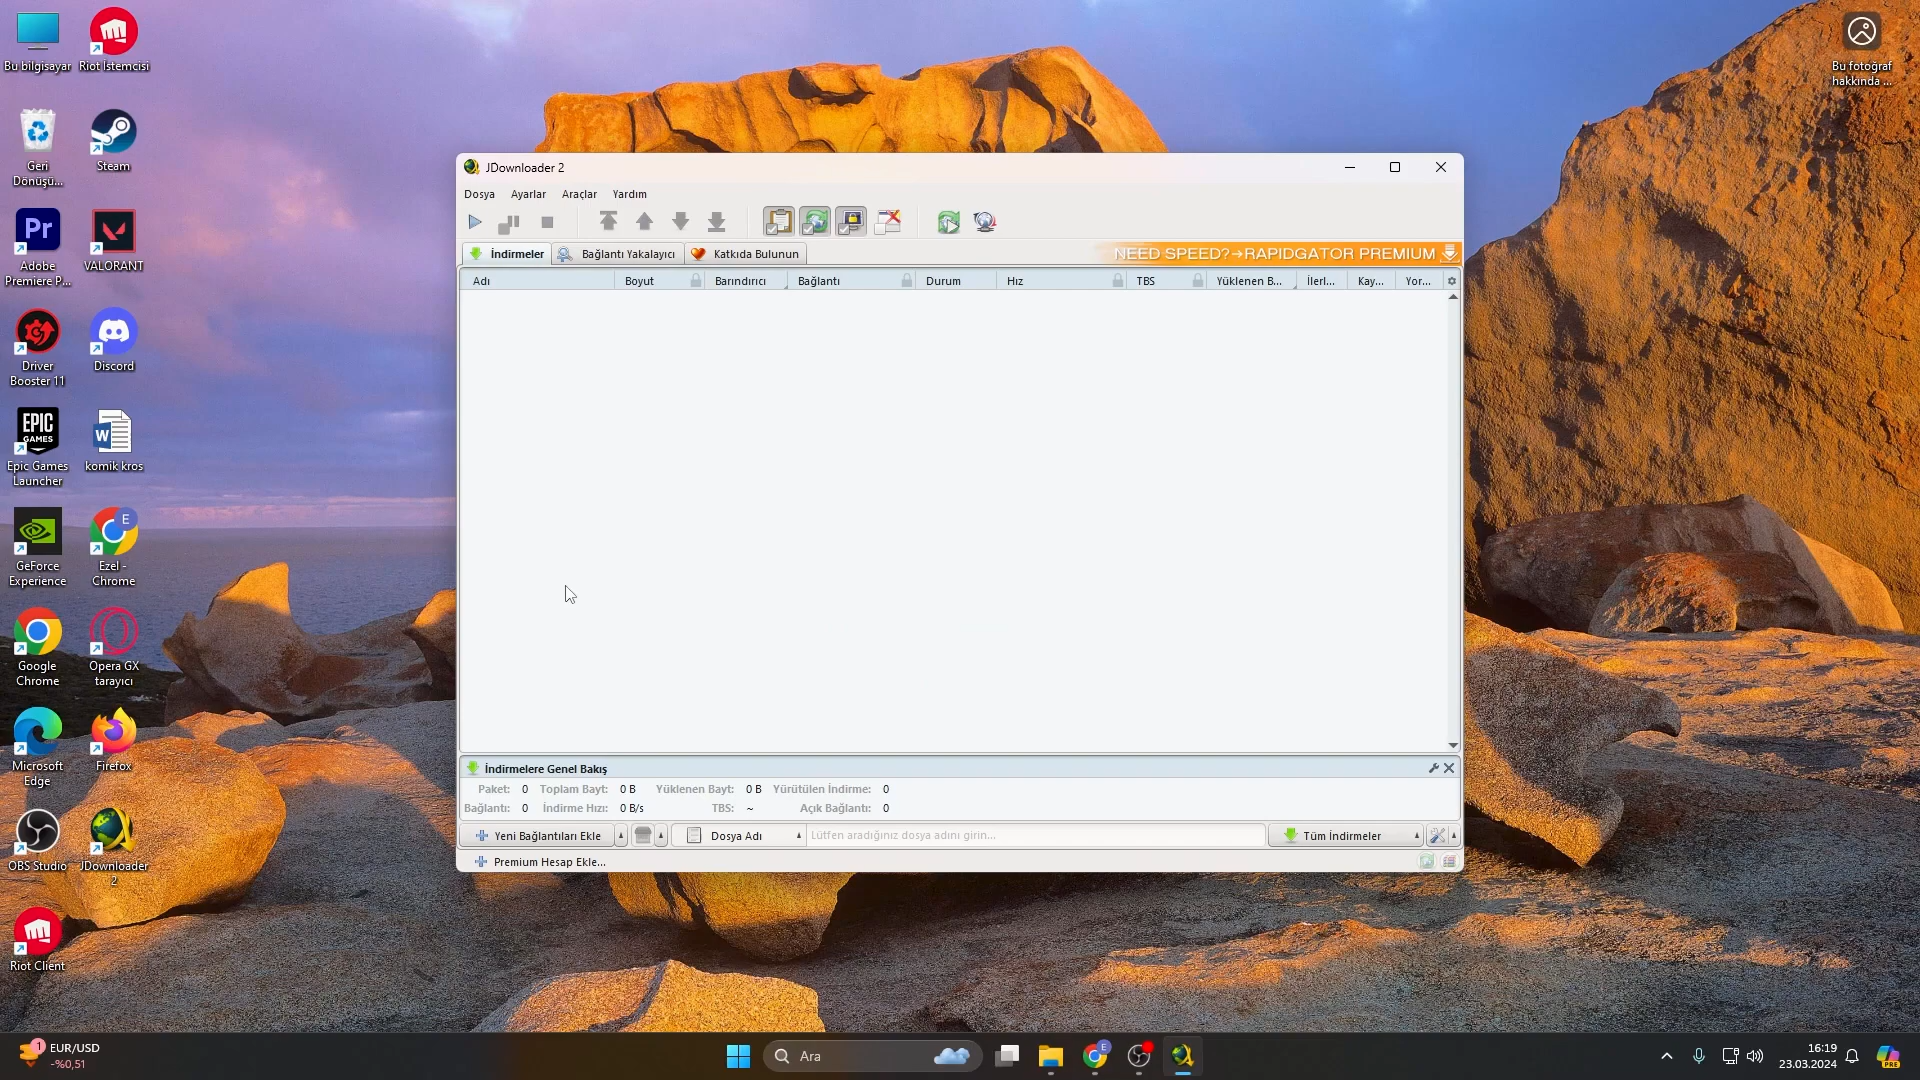 Bu bilgisayar
Riot İstemcisi
Bu fotoğraf
hakkında ...
Geri
Dönüşü...
Steam
Pr
Adobe
Premiere P...
VALORANT
Driver
Booster 11
Discord
EPIC
GAMES
Epic Games
Launcher
W
komik kros
GeForce
Experience
E
Ezel -
Chrome
Google
Chrome
Opera GX
tarayıcı
Microsoft
Edge
Firefox
OBS Studio
JDownloader
2
Riot Client
JDownloader 2
Dosya Ayarlar Araçlar Yardım
İndirmeler Bağlantı Yakalayıcı Katkıda Bulunun NEED SPEED?→RAPIDGATOR PREMIUM
Adı Boyut Barındırıcı Bağlantı Durum Hız TBS Yüklenen B... İlerl... Kay... Yor...
İndirmelere Genel Bakış
Paket: 0 Toplam Bayt: 0 B Yüklenen Bayt: 0 B Yürütülen İndirme: 0
Bağlantı: 0 İndirme Hızı: 0 B/s TBS: ~ Açık Bağlantı: 0
Yeni Bağlantıları Ekle Dosya Adı Lütfen aradığınız dosya adını girin... Tüm İndirmeler
Premium Hesap Ekle...
1
EUR/USD
-%0,51
Ara
E
16:19
23.03.2024
PRE